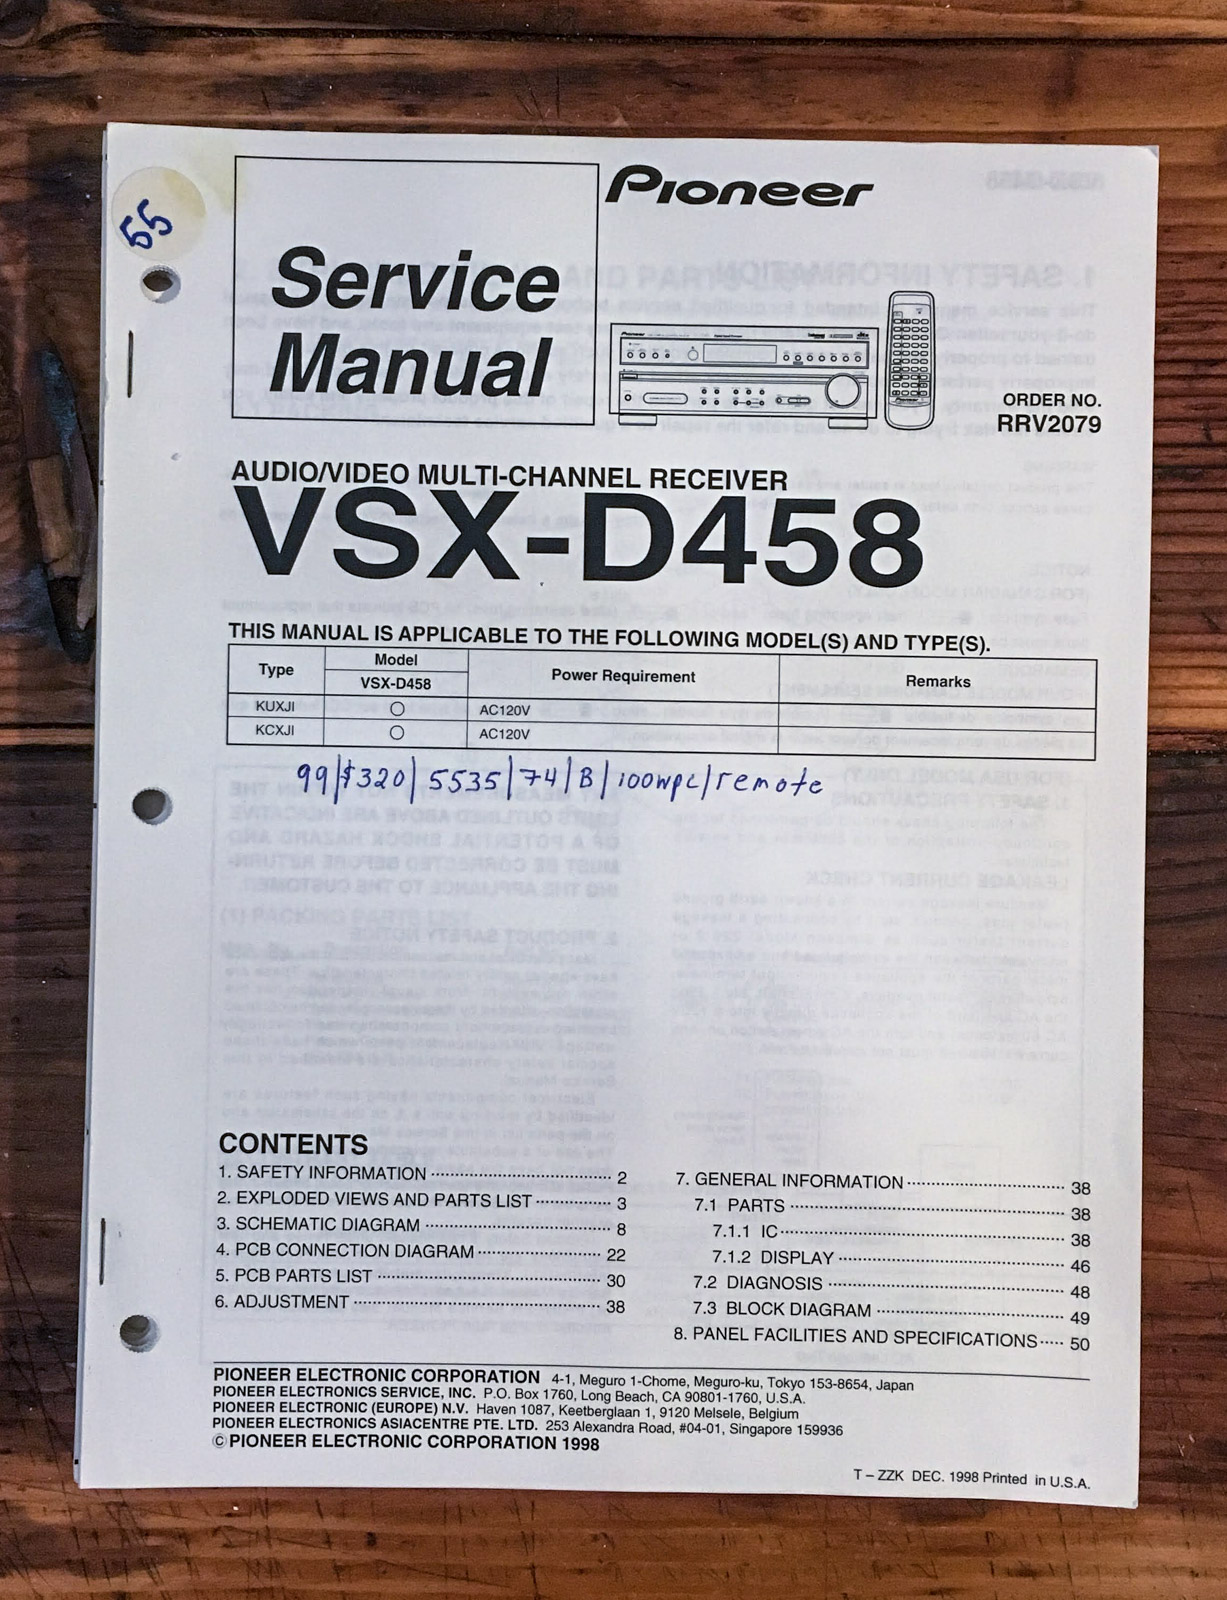 55
Pioneer
Service
Manual
ORDER NO.
RRV2079
AUDIO/VIDEO MULTI-CHANNEL RECEIVER
VSX-D458
THIS MANUAL IS APPLICABLE TO THE FOLLOWING MODEL(S) AND TYPE(S).
Type Model Power Requirement Remarks
VSX-D458
KUXJI ○ AC120V
KCXJI ○ AC120V
99/$320/5535/74/B/100wpc/remote
CONTENTS
1. SAFETY INFORMATION 2
2. EXPLODED VIEWS AND PARTS LIST 3
3. SCHEMATIC DIAGRAM 8
4. PCB CONNECTION DIAGRAM 22
5. PCB PARTS LIST 30
6. ADJUSTMENT 38
7. GENERAL INFORMATION 38
7.1 PARTS 38
7.1.1 IC 38
7.1.2 DISPLAY 46
7.2 DIAGNOSIS 48
7.3 BLOCK DIAGRAM 49
8. PANEL FACILITIES AND SPECIFICATIONS 50
PIONEER ELECTRONIC CORPORATION 4-1, Meguro 1-Chome, Meguro-ku, Tokyo 153-8654, Japan
PIONEER ELECTRONICS SERVICE, INC. P.O. Box 1760, Long Beach, CA 90801-1760, U.S.A.
PIONEER ELECTRONIC (EUROPE) N.V. Haven 1087, Keetberglaan 1, 9120 Melsele, Belgium
PIONEER ELECTRONICS ASIACENTRE PTE. LTD. 253 Alexandra Road, #04-01, Singapore 159936
©PIONEER ELECTRONIC CORPORATION 1998
T – ZZK DEC. 1998 Printed in U.S.A.